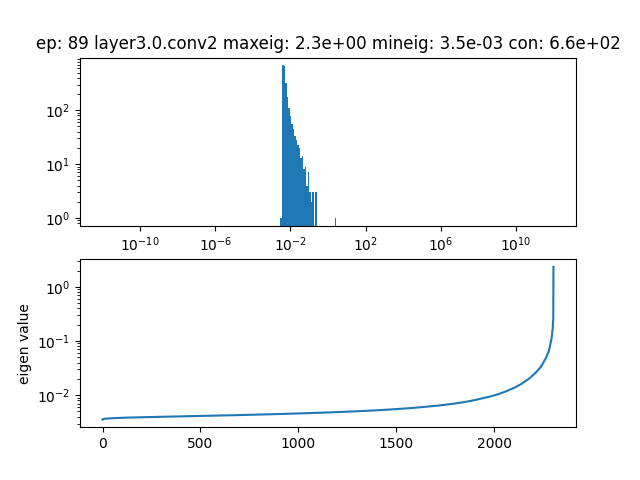 ep: 89 layer3.0.conv2 maxeig: 2.3e+00 mineig: 3.5e-03 con: 6.6e+02
10²
10¹
10⁰
10⁻¹⁰ 10⁻⁶ 10⁻² 10² 10⁶ 10¹⁰
eigen value
10⁰
10⁻¹
10⁻²
0 500 1000 1500 2000